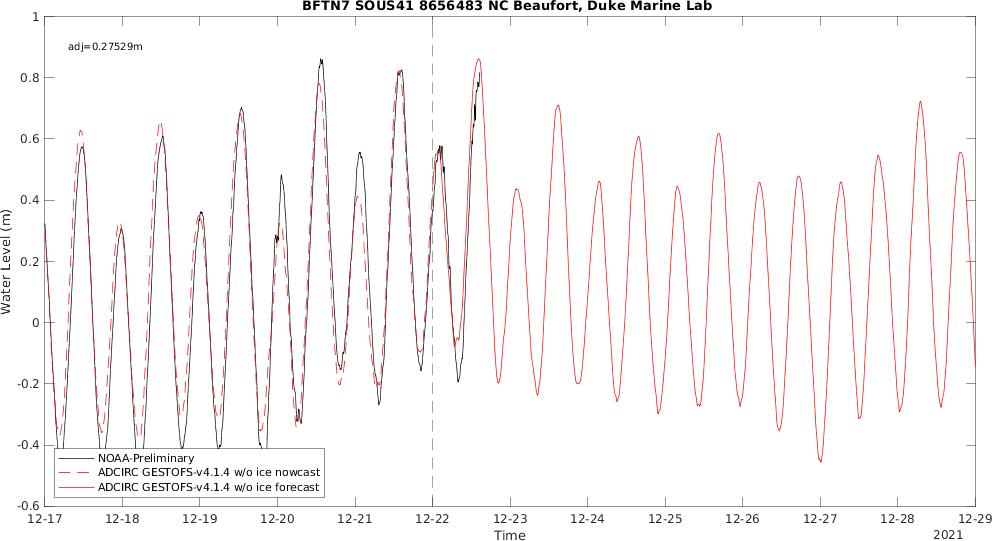 BFTN7 SOUS41 8656483 NC Beaufort, Duke Marine Lab
1
adj=0.27529m
0.8
0.6
0.4
0.2
0
-0.2
-0.4
-0.6
Water Level (m)
NOAA-Preliminary
ADCIRC GESTOFS-v4.1.4 w/o ice nowcast
ADCIRC GESTOFS-v4.1.4 w/o ice forecast
12-17 12-18 12-19 12-20 12-21 12-22 12-23 12-24 12-25 12-26 12-27 12-28 12-29
Time
2021